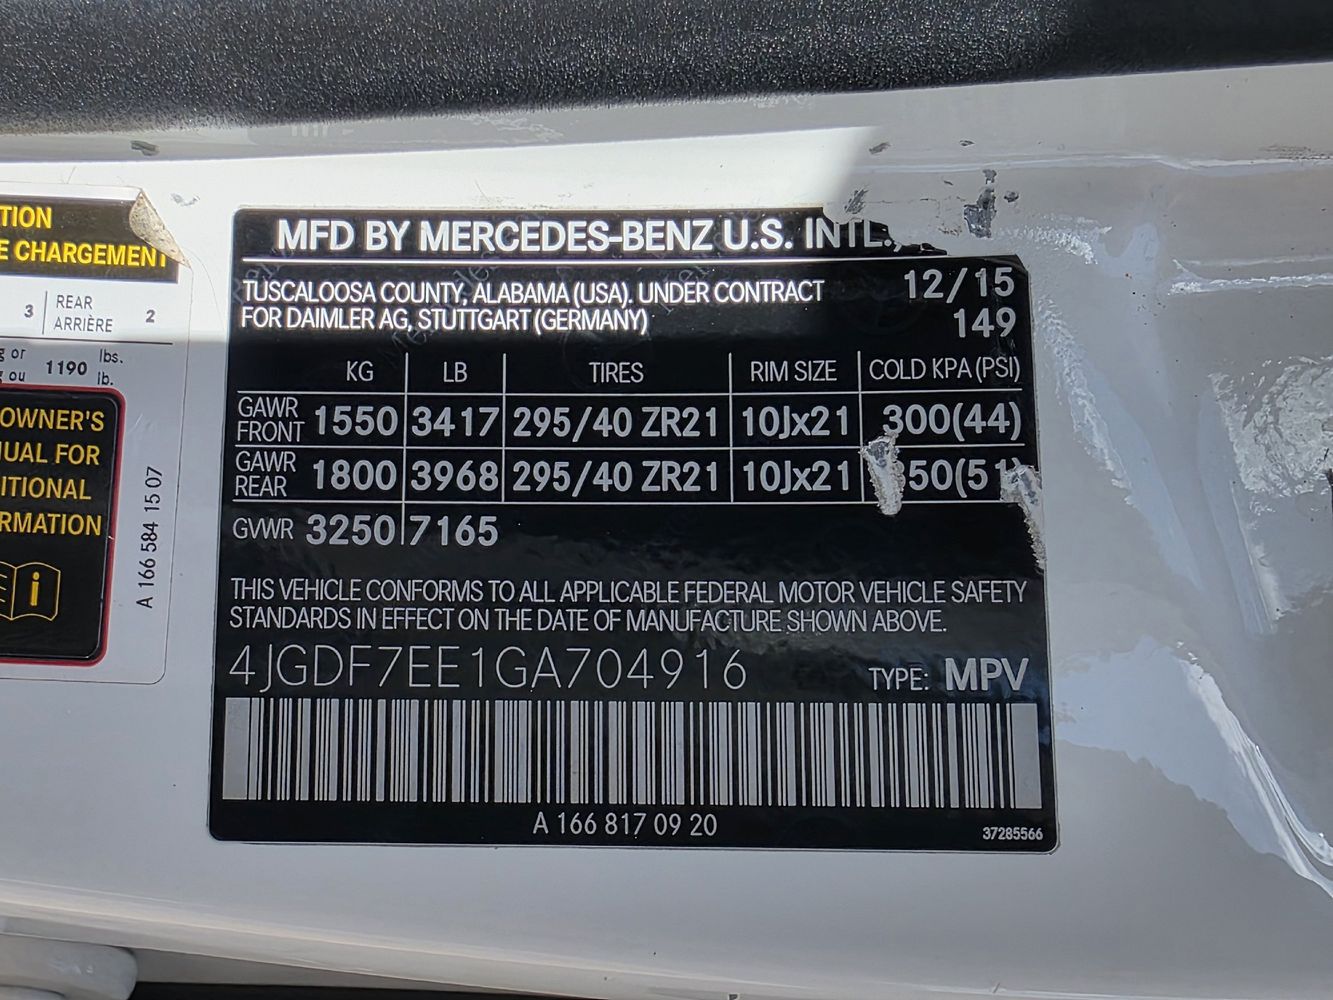 TION
E CHARGEMENT
3 REAR ARRIÈRE 2
g or 1190 lbs.
g ou lb.
OWNER'S
UAL FOR
ITIONAL
RMATION
i
A 166 584 15 07
MFD BY MERCEDES-BENZ U.S. INTL.,
TUSCALOOSA COUNTY, ALABAMA (USA). UNDER CONTRACT 12/15
FOR DAIMLER AG, STUTTGART (GERMANY) 149
KG LB TIRES RIM SIZE COLD KPA (PSI)
GAWR FRONT 1550 3417 295/40 ZR21 10Jx21 300(44)
GAWR REAR 1800 3968 295/40 ZR21 10Jx21 50(51
GVWR 3250 7165
THIS VEHICLE CONFORMS TO ALL APPLICABLE FEDERAL MOTOR VEHICLE SAFETY
STANDARDS IN EFFECT ON THE DATE OF MANUFACTURE SHOWN ABOVE.
4JGDF7EE1GA704916 TYPE: MPV
A 166 817 09 20
37285566